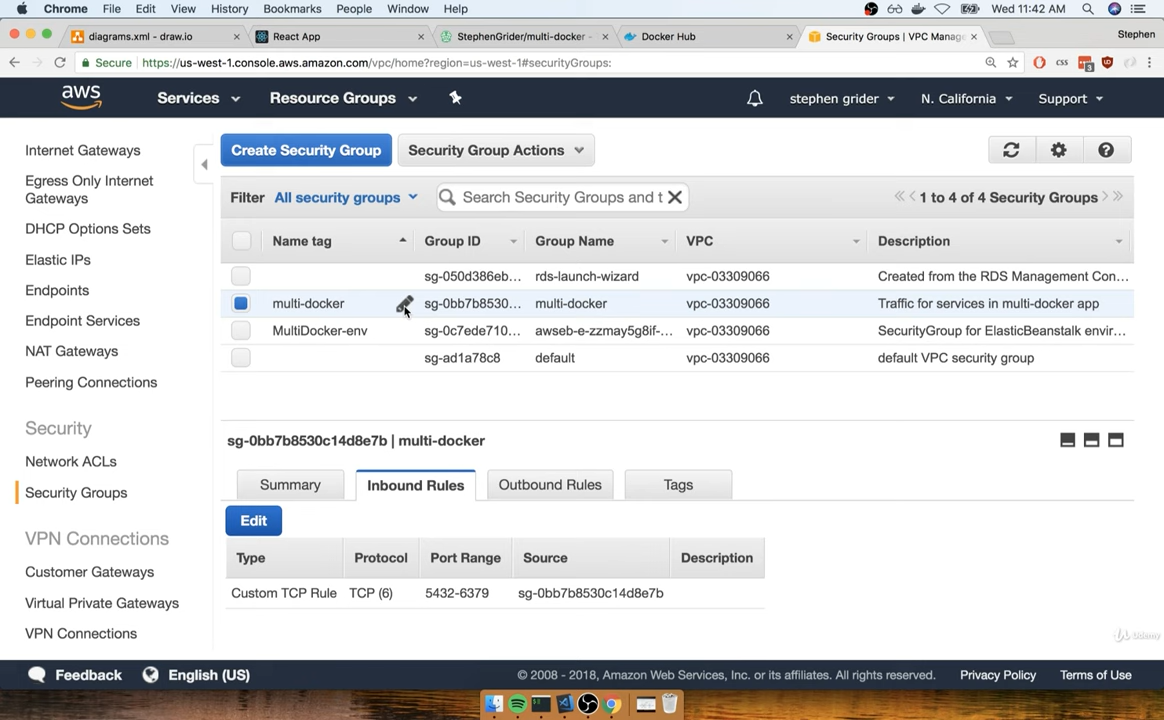 Chrome File Edit View History Bookmarks People Window Help Wed 11:42 AM
diagrams.xml - draw.io × React App × StephenGrider/multi-docker - × Docker Hub × Security Groups | VPC Manage × Stephen
Secure https://us-west-1.console.aws.amazon.com/vpc/home?region=us-west-1#securityGroups: css 3
aws Services Resource Groups stephen grider N. California Support
Internet Gateways
Egress Only Internet
Gateways
DHCP Options Sets
Elastic IPs
Endpoints
Endpoint Services
NAT Gateways
Peering Connections
Security
Network ACLs
Security Groups
VPN Connections
Customer Gateways
Virtual Private Gateways
VPN Connections
Create Security Group Security Group Actions
Filter All security groups Search Security Groups and t 1 to 4 of 4 Security Groups
Name tag Group ID Group Name VPC Description
sg-050d386eb... rds-launch-wizard vpc-03309066 Created from the RDS Management Con...
multi-docker sg-0bb7b8530... multi-docker vpc-03309066 Traffic for services in multi-docker app
MultiDocker-env sg-0c7ede710... awseb-e-zzmay5g8if-... vpc-03309066 SecurityGroup for ElasticBeanstalk envir...
sg-ad1a78c8 default vpc-03309066 default VPC security group
sg-0bb7b8530c14d8e7b | multi-docker
Summary Inbound Rules Outbound Rules Tags
Edit
Type Protocol Port Range Source Description
Custom TCP Rule TCP (6) 5432-6379 sg-0bb7b8530c14d8e7b
Udemy
Feedback English (US) © 2008 - 2018, Amazon Web Services, Inc. or its affiliates. All rights reserved. Privacy Policy Terms of Use